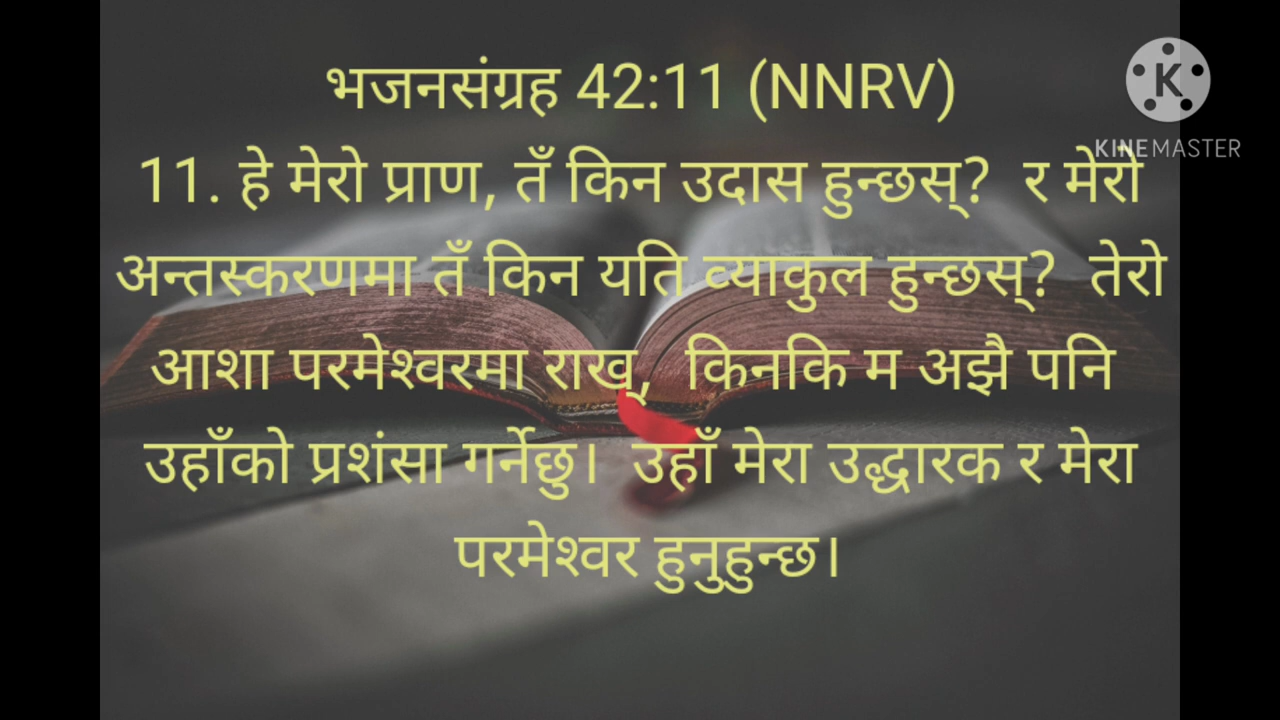 भजनसंग्रह 42:11 (NNRV)
11. हे मेरो प्राण, तँ किन उदास हुन्छस्? र मेरो
अन्तस्करणमा तँ किन यति व्याकुल हुन्छस्? तेरो
आशा परमेश्वरमा राख्, किनकि म अझै पनि
उहाँको प्रशंसा गर्नेछु। उहाँ मेरा उद्धारक र मेरा
परमेश्वर हुनुहुन्छ।
K
KINEMASTER